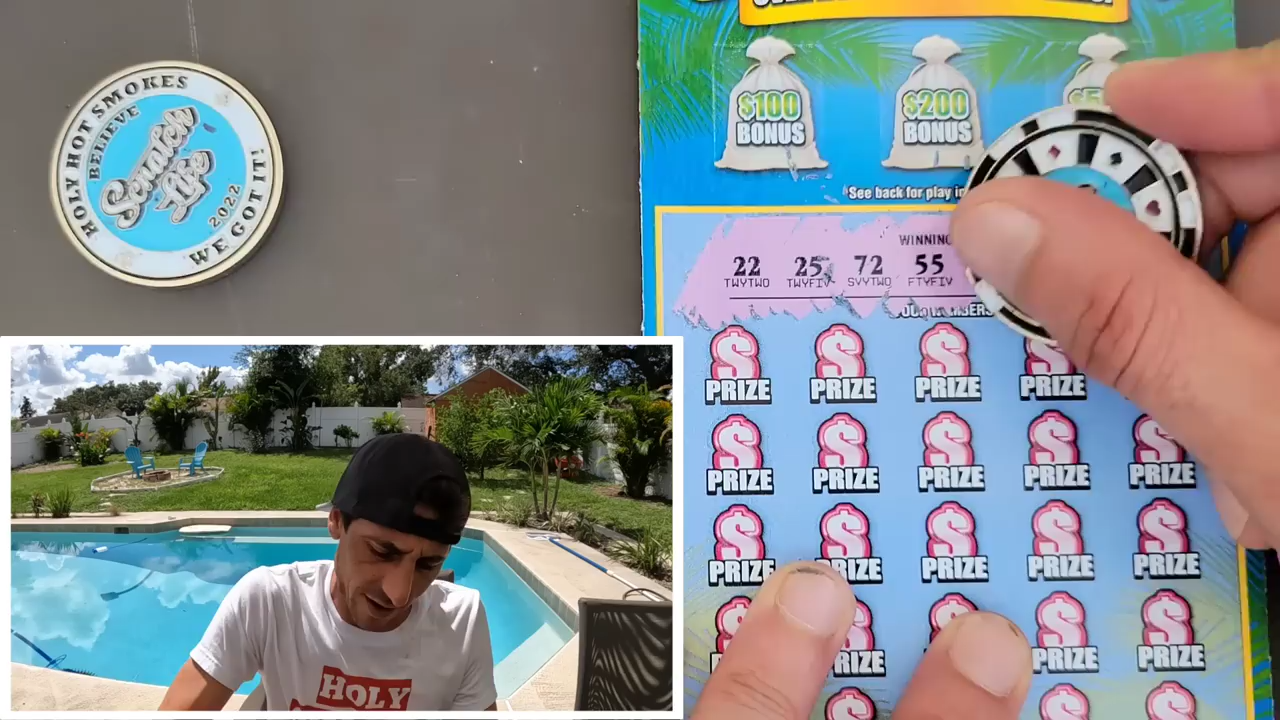 HOLY HOT SMOKES
BELIEVE
Scratch
Life
2022
WE GOT IT!
$100
BONUS
$200
BONUS
See back for play
WINNING
22 25 72 55
TWYTWO TWYFIV SVYTWO FTYFIV
PRIZE PRIZE PRIZE PRIZE
PRIZE PRIZE PRIZE PRIZE PRIZE
PRIZE PRIZE PRIZE PRIZE PRIZE
PRIZE PRIZE PRIZE
HOLY